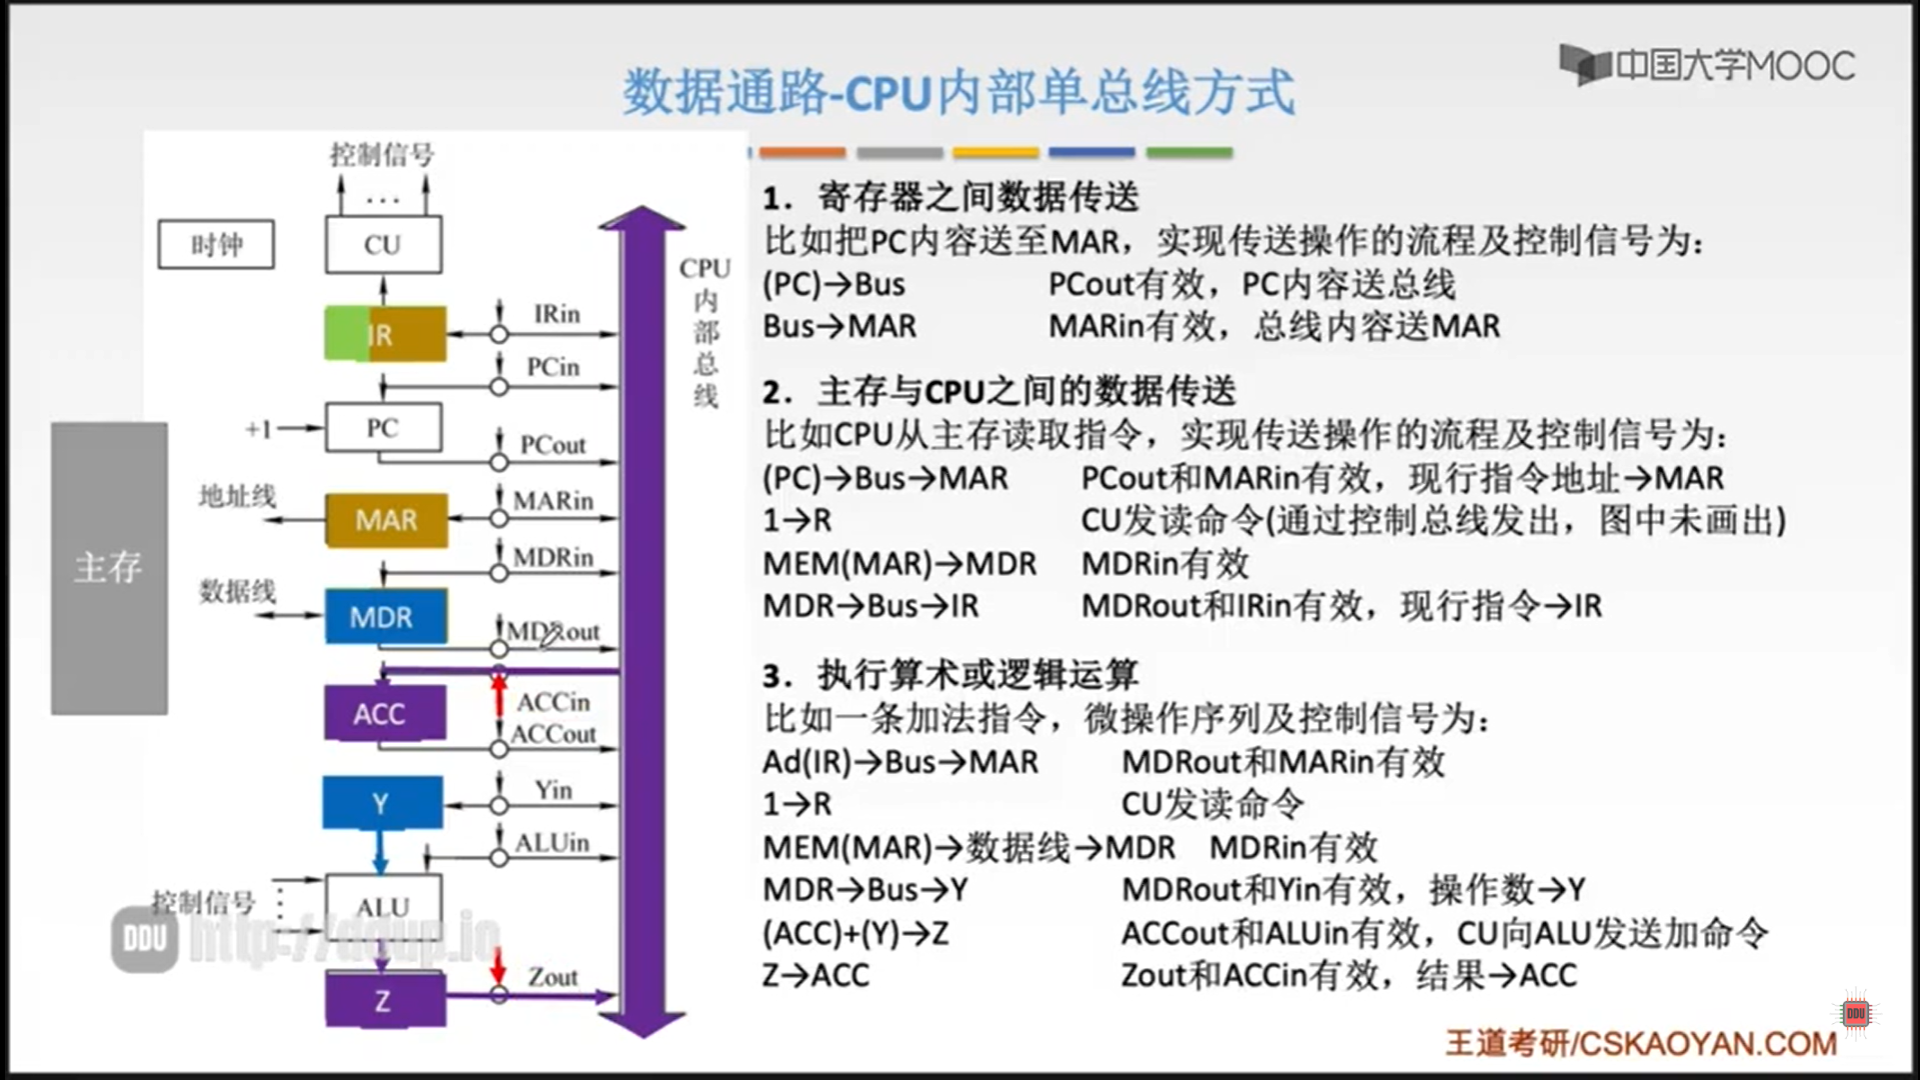 中国大学MOOC
数据通路-CPU内部单总线方式
控制信号
...
时钟
CU
CPU内部总线
IR
IRin
PCin
+1
PC
PCout
地址线
MAR
MARin
主存
MDRin
数据线
MDR
MDRout
ACC
ACCin
ACCout
Y
Yin
ALUin
控制信号
ALU
DDU http://ddup.io
Z
Zout
1. 寄存器之间数据传送
比如把PC内容送至MAR，实现传送操作的流程及控制信号为：
(PC)→Bus PCout有效，PC内容送总线
Bus→MAR MARin有效，总线内容送MAR
2. 主存与CPU之间的数据传送
比如CPU从主存读取指令，实现传送操作的流程及控制信号为：
(PC)→Bus→MAR PCout和MARin有效，现行指令地址→MAR
1→R CU发读命令(通过控制总线发出，图中未画出)
MEM(MAR)→MDR MDRin有效
MDR→Bus→IR MDRout和IRin有效，现行指令→IR
3. 执行算术或逻辑运算
比如一条加法指令，微操作序列及控制信号为：
Ad(IR)→Bus→MAR MDRout和MARin有效
1→R CU发读命令
MEM(MAR)→数据线→MDR MDRin有效
MDR→Bus→Y MDRout和Yin有效，操作数→Y
(ACC)+(Y)→Z ACCout和ALUin有效，CU向ALU发送加命令
Z→ACC Zout和ACCin有效，结果→ACC
DDU
王道考研/CSKAOYAN.COM